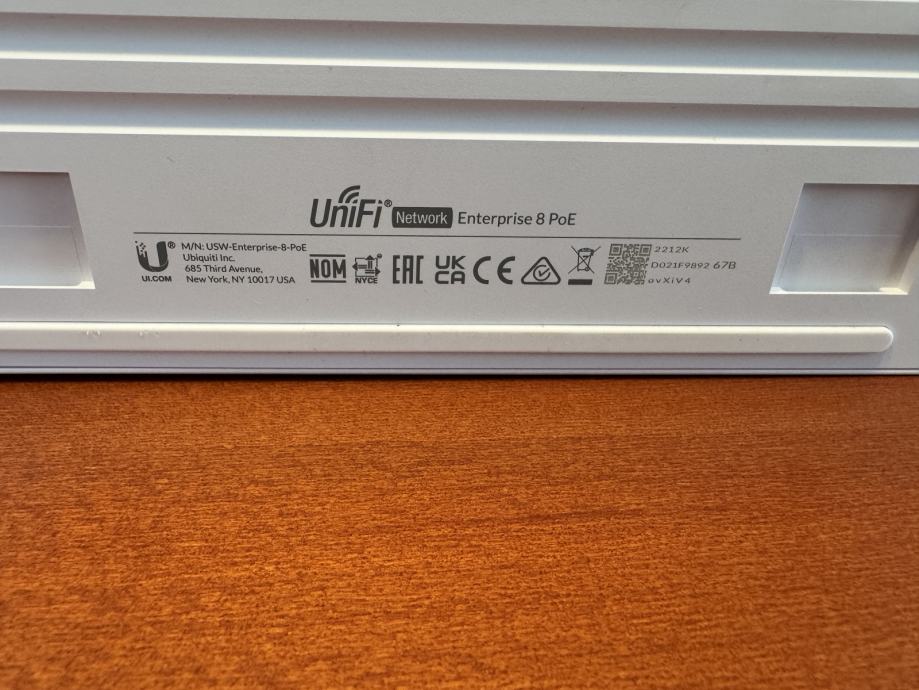 UniFi® Network Enterprise 8 PoE
U® M/N: USW-Enterprise-8-PoE
Ubiquiti Inc.
685 Third Avenue,
UI.COM New York, NY 10017 USA
NOM NYCE EAC UK CA CE
2212K
D021F9892 67B
ovXiV4